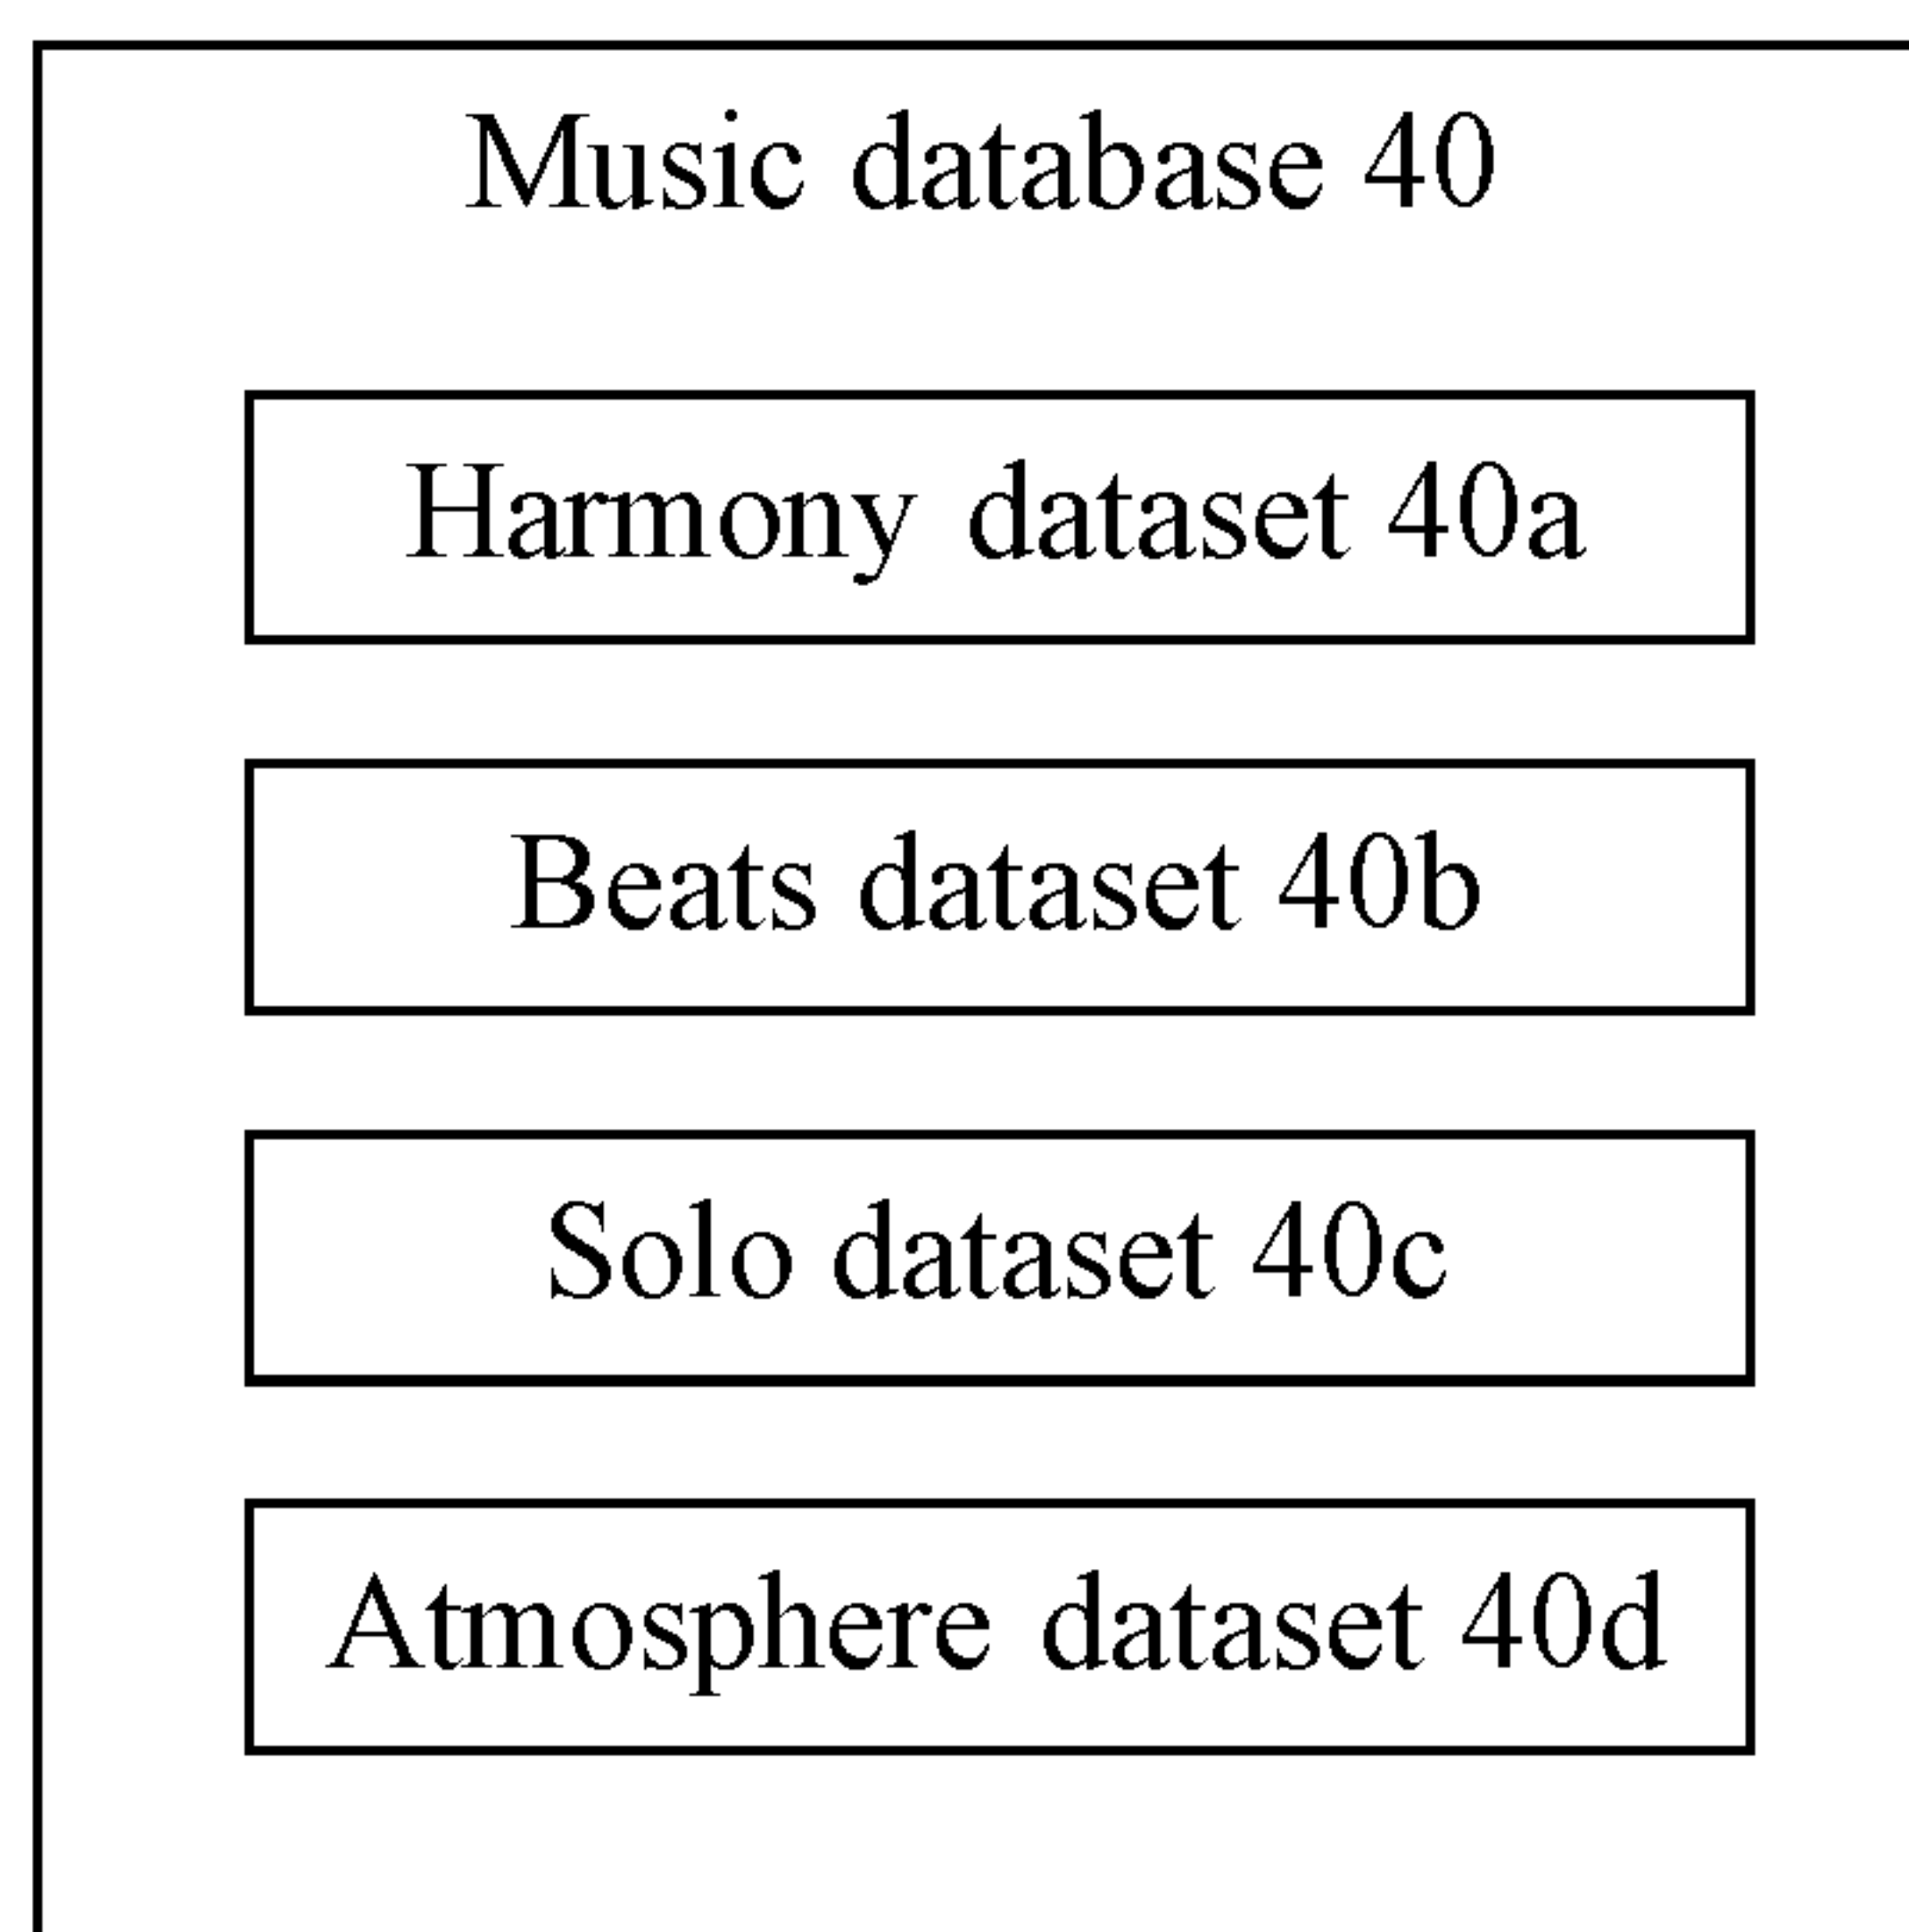 Music database 40
Harmony dataset 40a
Beats dataset 40b
Solo dataset 40c
Atmosphere dataset 40d